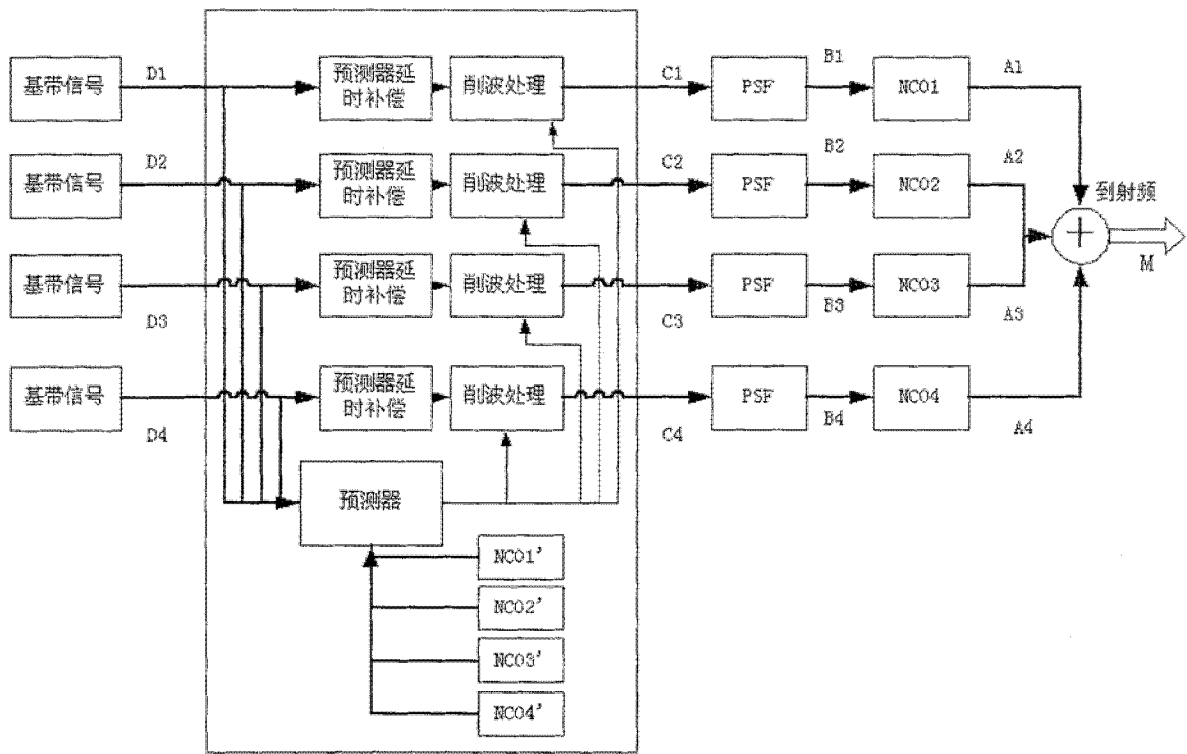 基带信号
D1
预测器延
时补偿
削波处理
C1
PSF
B1
NCO1
A1
基带信号
D2
预测器延
时补偿
削波处理
C2
PSF
B2
NCO2
A2
到射频
M
基带信号
D3
预测器延
时补偿
削波处理
C3
PSF
B3
NCO3
A3
基带信号
D4
预测器延
时补偿
削波处理
C4
PSF
B4
NCO4
A4
预测器
NCO1'
NCO2'
NCO3'
NCO4'